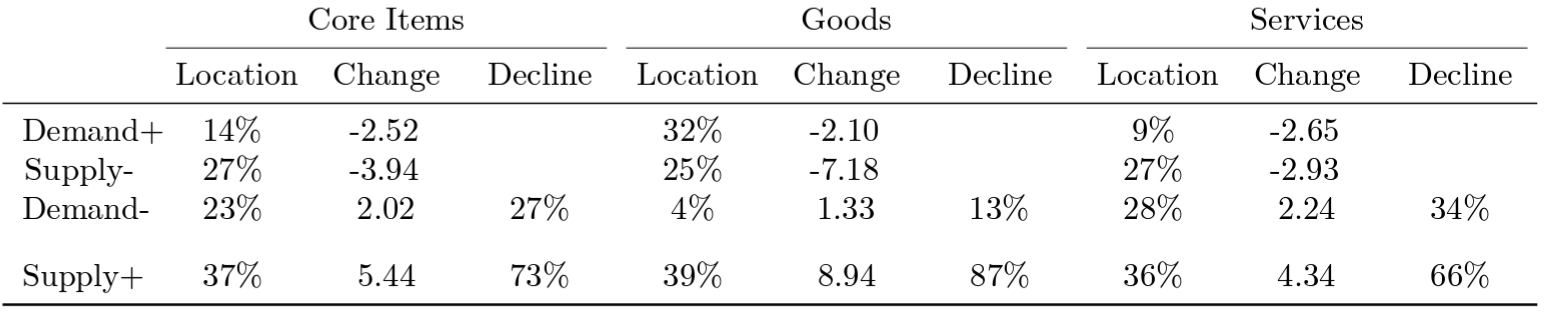 Core Items Goods Services
Location Change Decline Location Change Decline Location Change Decline
Demand+ 14% -2.52 32% -2.10 9% -2.65
Supply- 27% -3.94 25% -7.18 27% -2.93
Demand- 23% 2.02 27% 4% 1.33 13% 28% 2.24 34%
Supply+ 37% 5.44 73% 39% 8.94 87% 36% 4.34 66%